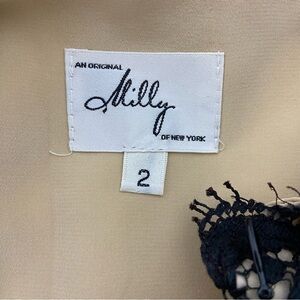 AN ORIGINAL
Milly
OF NEW YORK
2